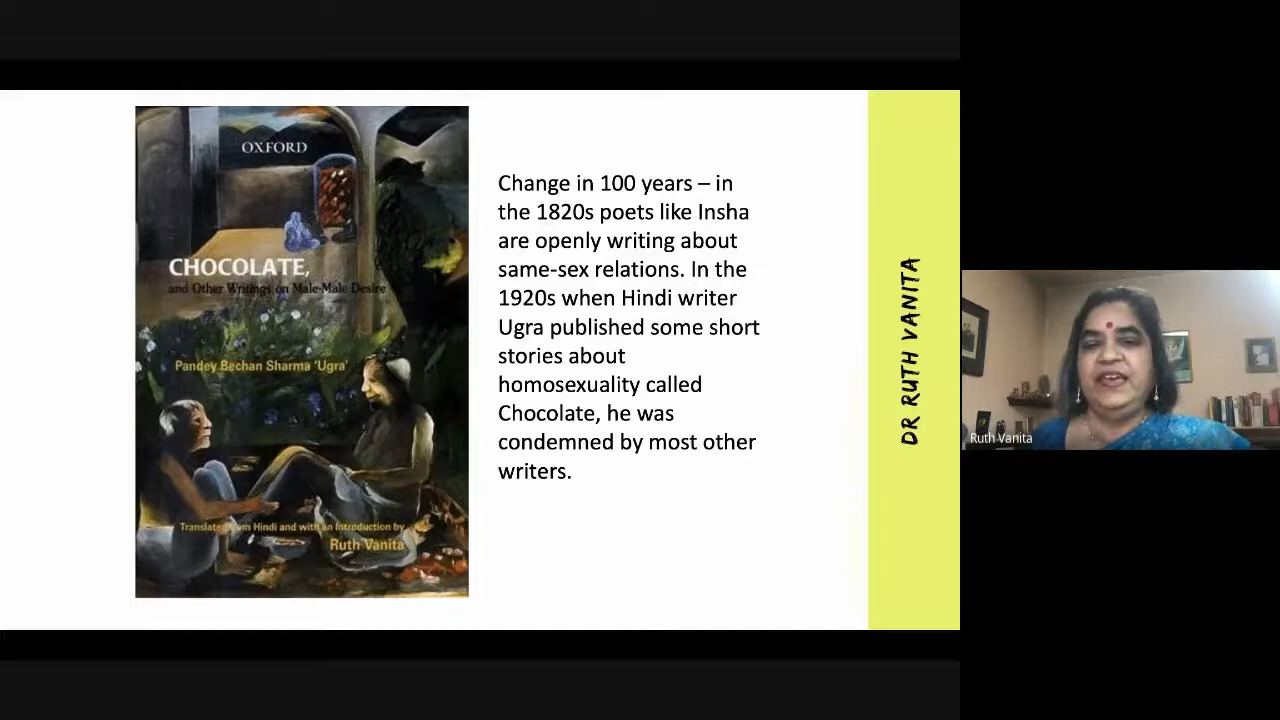 OXFORD
CHOCOLATE,
and Other Writings on Male-Male Desire
Pandey Bechan Sharma 'Ugra'
Translated from Hindi and with an Introduction by
Ruth Vanita
Change in 100 years – in
the 1820s poets like Insha
are openly writing about
same-sex relations. In the
1920s when Hindi writer
Ugra published some short
stories about
homosexuality called
Chocolate, he was
condemned by most other
writers.
DR RUTH VANITA
Ruth Vanita